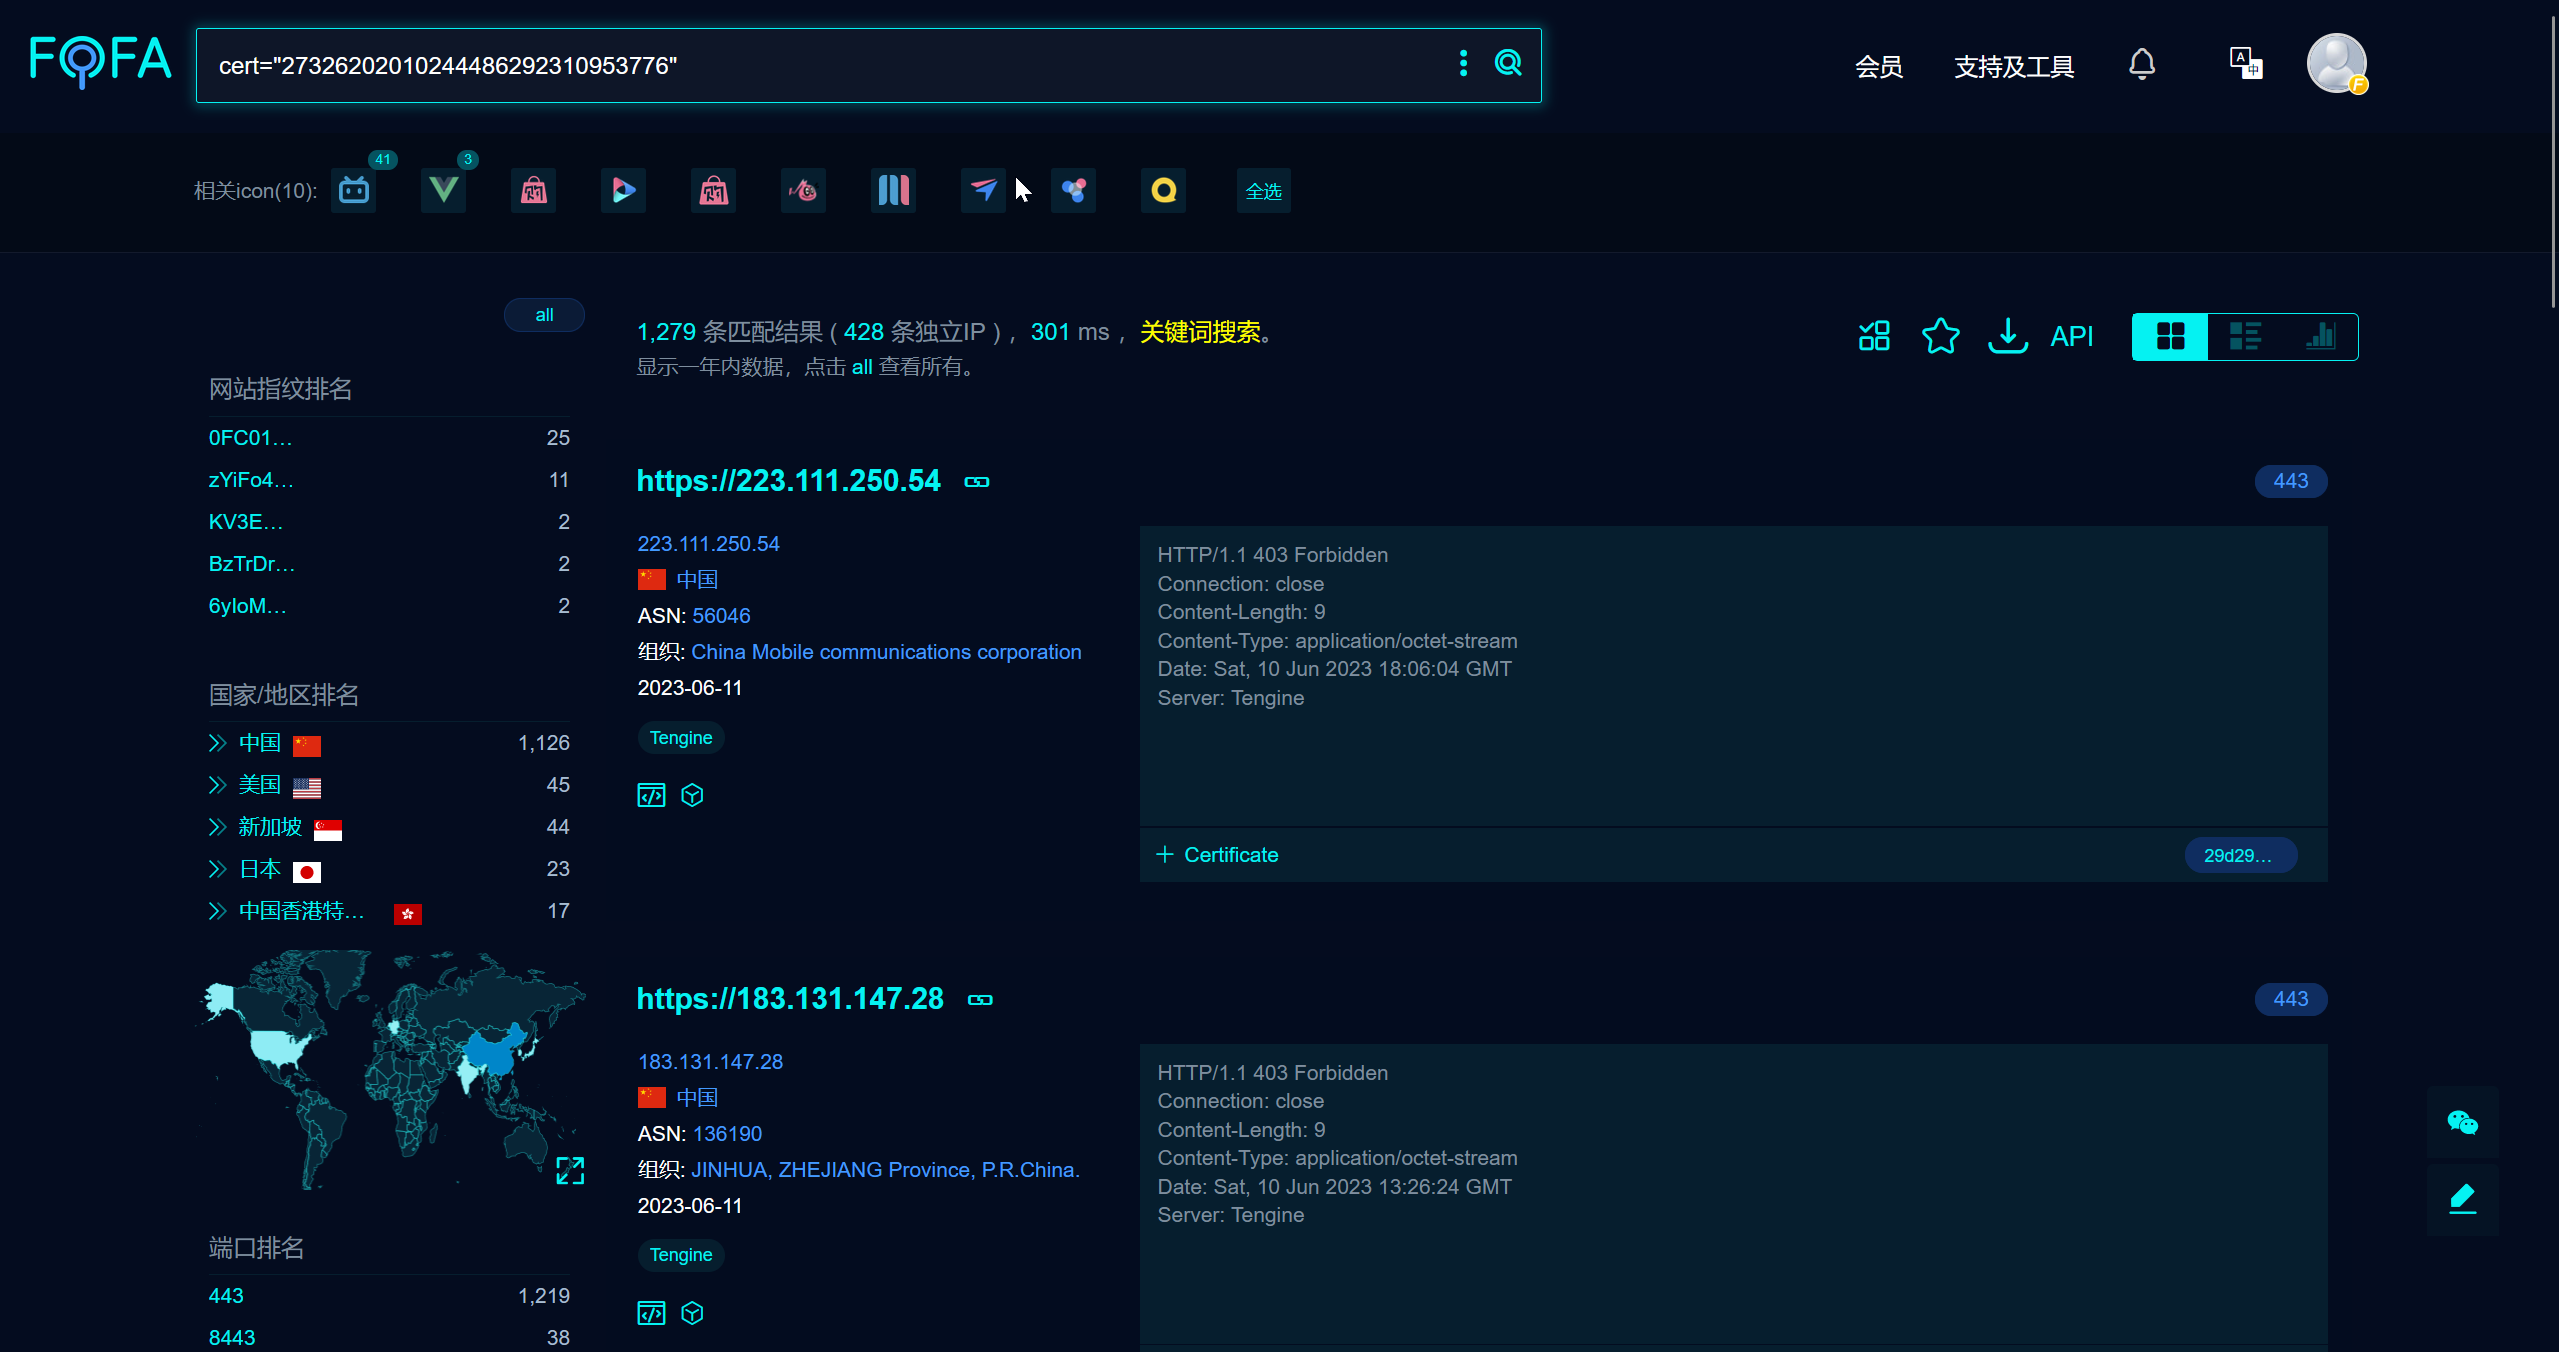 FOFA
cert="27326202010244486292310953776"
会员
支持及工具
相关icon(10):
41
3
全选
all
1,279 条匹配结果 ( 428 条独立IP ) ，301 ms ，关键词搜索。
显示一年内数据，点击 all 查看所有。
API
网站指纹排名
0FC01... 25
zYiFo4... 11
KV3E... 2
BzTrDr... 2
6yIoM... 2
国家/地区排名
中国 1,126
美国 45
新加坡 44
日本 23
中国香港特... 17
端口排名
443 1,219
8443 38
https://223.111.250.54
443
223.111.250.54
中国
ASN: 56046
组织: China Mobile communications corporation
2023-06-11
Tengine
HTTP/1.1 403 Forbidden
Connection: close
Content-Length: 9
Content-Type: application/octet-stream
Date: Sat, 10 Jun 2023 18:06:04 GMT
Server: Tengine
Certificate
29d29...
https://183.131.147.28
443
183.131.147.28
中国
ASN: 136190
组织: JINHUA, ZHEJIANG Province, P.R.China.
2023-06-11
Tengine
HTTP/1.1 403 Forbidden
Connection: close
Content-Length: 9
Content-Type: application/octet-stream
Date: Sat, 10 Jun 2023 13:26:24 GMT
Server: Tengine